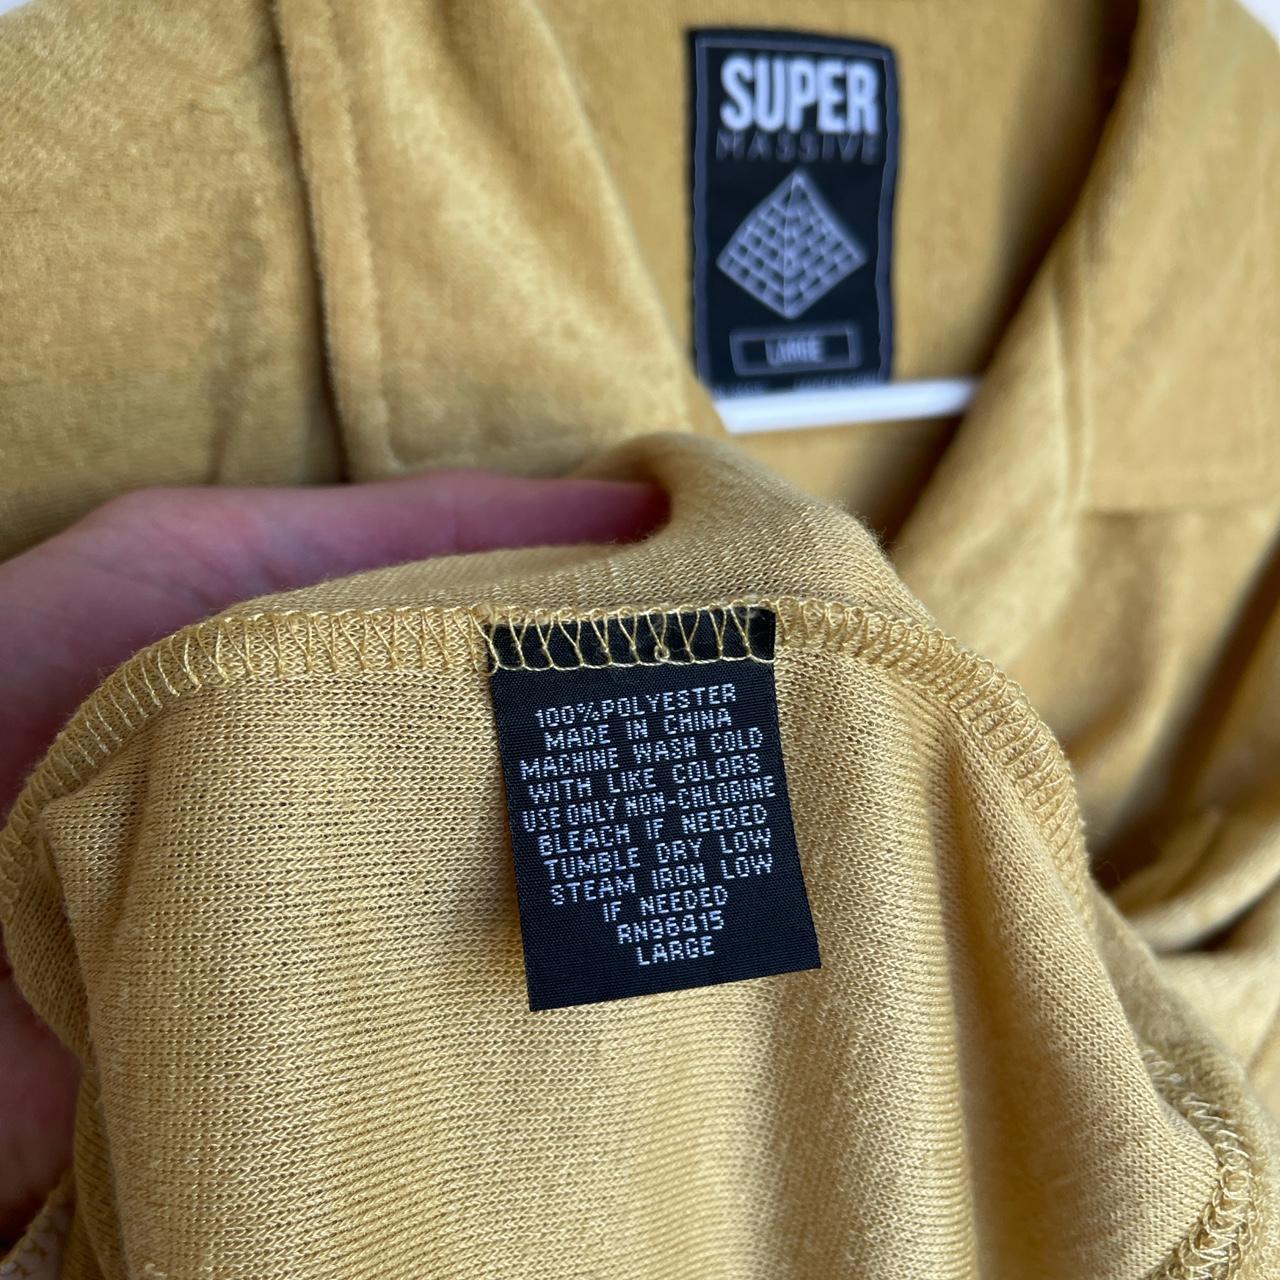 SUPER
MASSIVE
LARGE
100% POLYESTER
MADE IN CHINA
MACHINE WASH COLD
WITH LIKE COLORS
USE ONLY NON-CHLORINE
BLEACH IF NEEDED
TUMBLE DRY LOW
STEAM IRON LOW
IF NEEDED
RN96415
LARGE